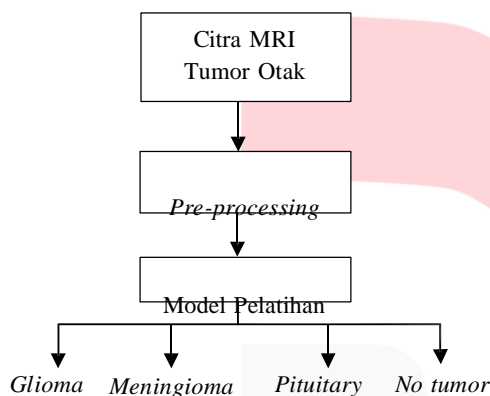 Citra MRI
Tumor Otak
Pre-processing
Model Pelatihan
Glioma Meningioma Pituitary No tumor